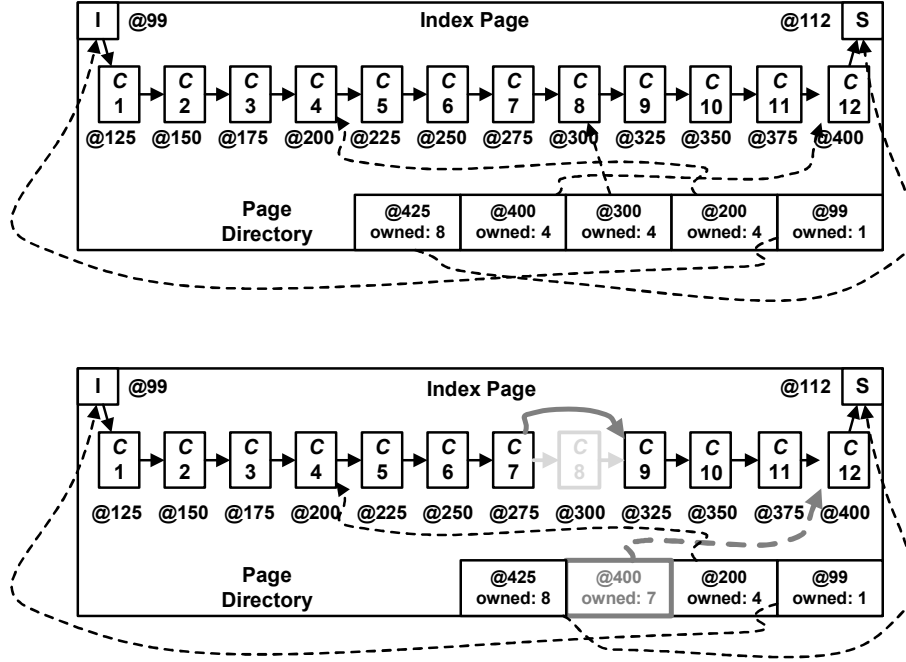 I @99 Index Page @112 S
C C C C C C C C C C C C
1 2 3 4 5 6 7 8 9 10 11 12
@125 @150 @175 @200 @225 @250 @275 @300 @325 @350 @375 @400
Page Directory
@425 @400 @300 @200 @99
owned: 8 owned: 4 owned: 4 owned: 4 owned: 1
I @99 Index Page @112 S
C C C C C C C C C C C C
1 2 3 4 5 6 7 8 9 10 11 12
@125 @150 @175 @200 @225 @250 @275 @300 @325 @350 @375 @400
Page Directory
@425 @400 @200 @99
owned: 8 owned: 7 owned: 4 owned: 1